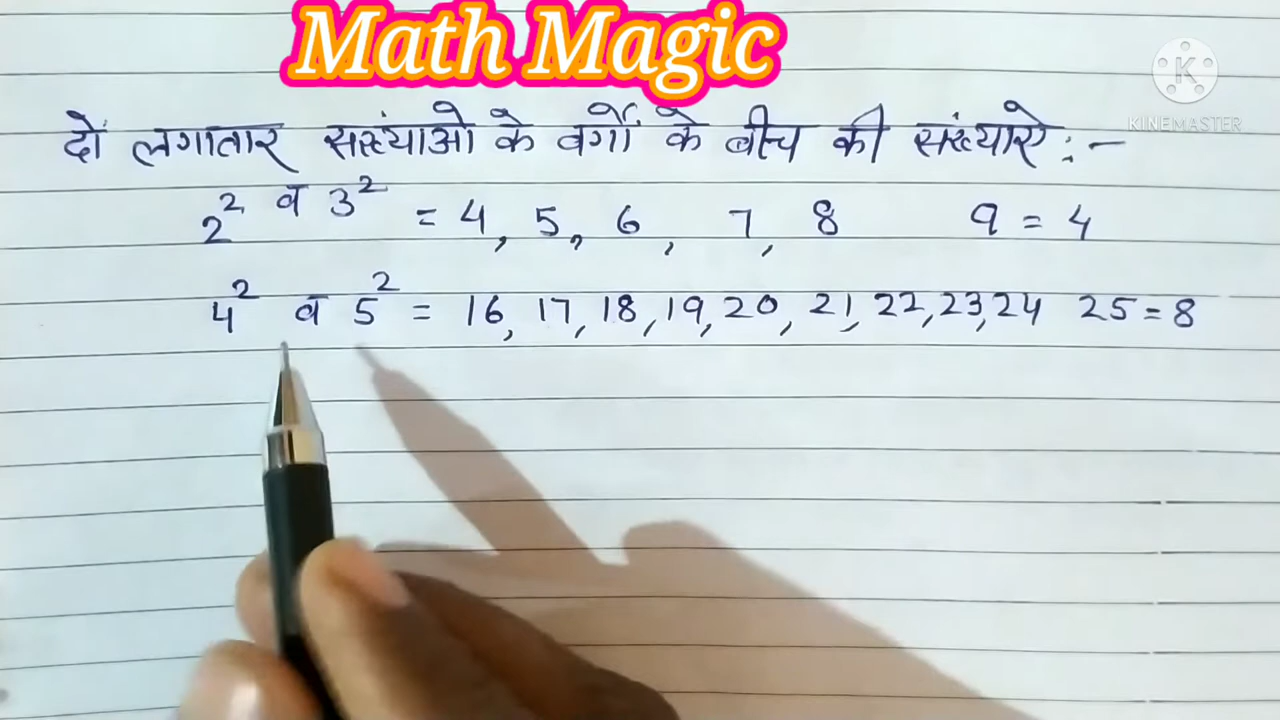 Math Magic
KINEMASTER
दो लगातार संख्याओ के वर्गों के बीच की संख्याऐ :-
2² व 3² = 4, 5, 6, 7, 8 9 = 4
4² व 5² = 16, 17, 18, 19, 20, 21, 22, 23, 24 25 = 8